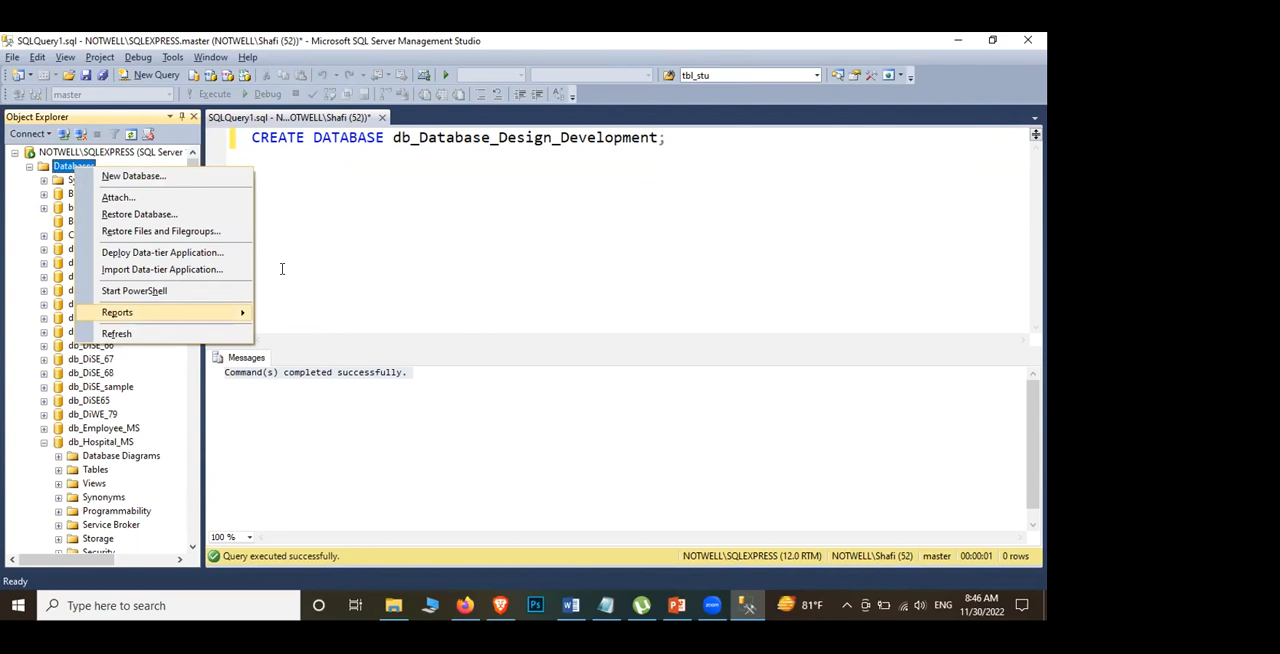 SQLQuery1.sql - NOTWELL\SQLEXPRESS.master (NOTWELL\Shafi (52))* - Microsoft SQL Server Management Studio
File Edit View Project Debug Tools Window Help
New Query tbl_stu
master Execute Debug
Object Explorer
SQLQuery1.sql - N...OTWELL\Shafi (52))*
Connect
CREATE DATABASE db_Database_Design_Development;
NOTWELL\SQLEXPRESS (SQL Server
Databases
New Database...
Attach...
Restore Database...
Restore Files and Filegroups...
Deploy Data-tier Application...
Import Data-tier Application...
Start PowerShell
Reports
Refresh
db_DiSE_66
db_DiSE_67
db_DiSE_68
db_DiSE_sample
db_DiSE65
db_DiWE_79
db_Employee_MS
db_Hospital_MS
Database Diagrams
Tables
Views
Synonyms
Programmability
Service Broker
Storage
Security
Messages
Command(s) completed successfully.
100 %
Query executed successfully. NOTWELL\SQLEXPRESS (12.0 RTM) NOTWELL\Shafi (52) master 00:00:01 0 rows
Ready
Type here to search
Ps
81°F
ENG
8:46 AM
11/30/2022